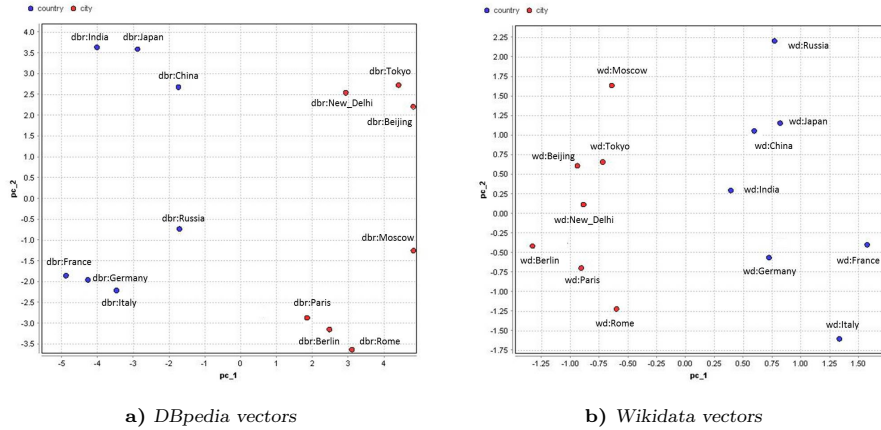 country city
dbr:India dbr:Japan
dbr:China
dbr:Tokyo
dbr:New_Delhi
dbr:Beijing
dbr:Russia
dbr:Moscow
dbr:France
dbr:Germany
dbr:Italy
dbr:Paris
dbr:Berlin dbr:Rome
4.0
3.5
3.0
2.5
2.0
1.5
1.0
0.5
0.0
-0.5
-1.0
-1.5
-2.0
-2.5
-3.0
-3.5
pc_2
-5 -4 -3 -2 -1 0 1 2 3 4
pc_1
a) DBpedia vectors
country city
wd:Russia
wd:Moscow
wd:Japan
wd:China
wd:Tokyo
wd:Beijing
wd:India
wd:New_Delhi
wd:Berlin
wd:France
wd:Germany
wd:Paris
wd:Rome
wd:Italy
2.25
2.00
1.75
1.50
1.25
1.00
0.75
0.50
0.25
0.00
-0.25
-0.50
-0.75
-1.00
-1.25
-1.50
-1.75
pc_2
-1.25 -1.00 -0.75 -0.50 -0.25 0.00 0.25 0.50 0.75 1.00 1.25 1.50
pc_1
b) Wikidata vectors